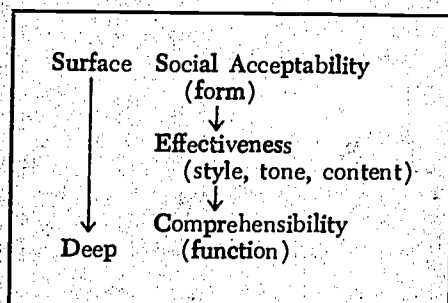 Surface Social Acceptability
(form)
Effectiveness
(style, tone, content)
Comprehensibility
Deep (function)